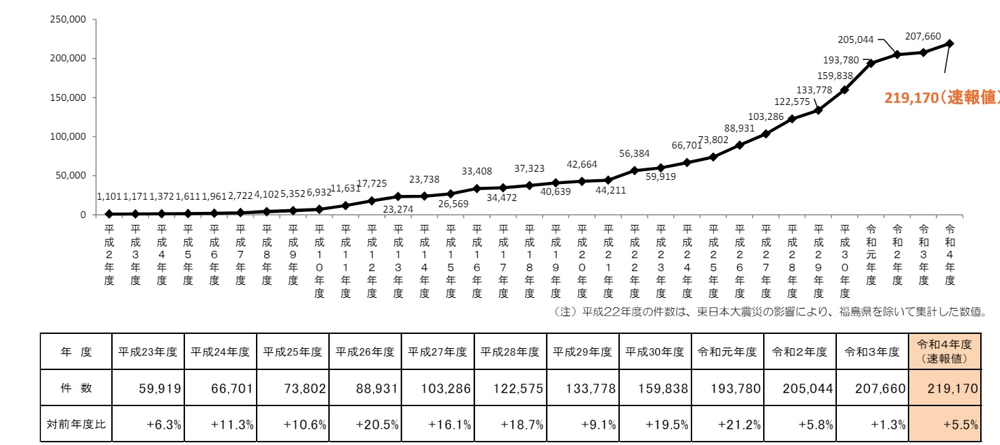 250,000
200,000
150,000
100,000
50,000
0
1,101
1,171
1,372
1,611
1,961
2,722
4,102
5,352
6,932
11,631
17,725
23,274
23,738
26,569
33,408
34,472
37,323
40,639
42,664
44,211
56,384
59,919
66,701
73,802
88,931
103,286
122,575
133,778
159,838
193,780
205,044
207,660
219,170（速報値）
平成２年度
平成３年度
平成４年度
平成５年度
平成６年度
平成７年度
平成８年度
平成９年度
平成１０年度
平成１１年度
平成１２年度
平成１３年度
平成１４年度
平成１５年度
平成１６年度
平成１７年度
平成１８年度
平成１９年度
平成２０年度
平成２１年度
平成２２年度
平成２３年度
平成２４年度
平成２５年度
平成２６年度
平成２７年度
平成２８年度
平成２９年度
平成３０年度
令和元年度
令和２年度
令和３年度
令和４年度
（注）平成22年度の件数は、東日本大震災の影響により、福島県を除いて集計した数値。
年 度 平成23年度 平成24年度 平成25年度 平成26年度 平成27年度 平成28年度 平成29年度 平成30年度 令和元年度 令和２年度 令和３年度 令和４年度
（速報値）
件 数 59,919 66,701 73,802 88,931 103,286 122,575 133,778 159,838 193,780 205,044 207,660 219,170
対前年度比 +6.3% +11.3% +10.6% +20.5% +16.1% +18.7% +9.1% +19.5% +21.2% +5.8% +1.3% +5.5%